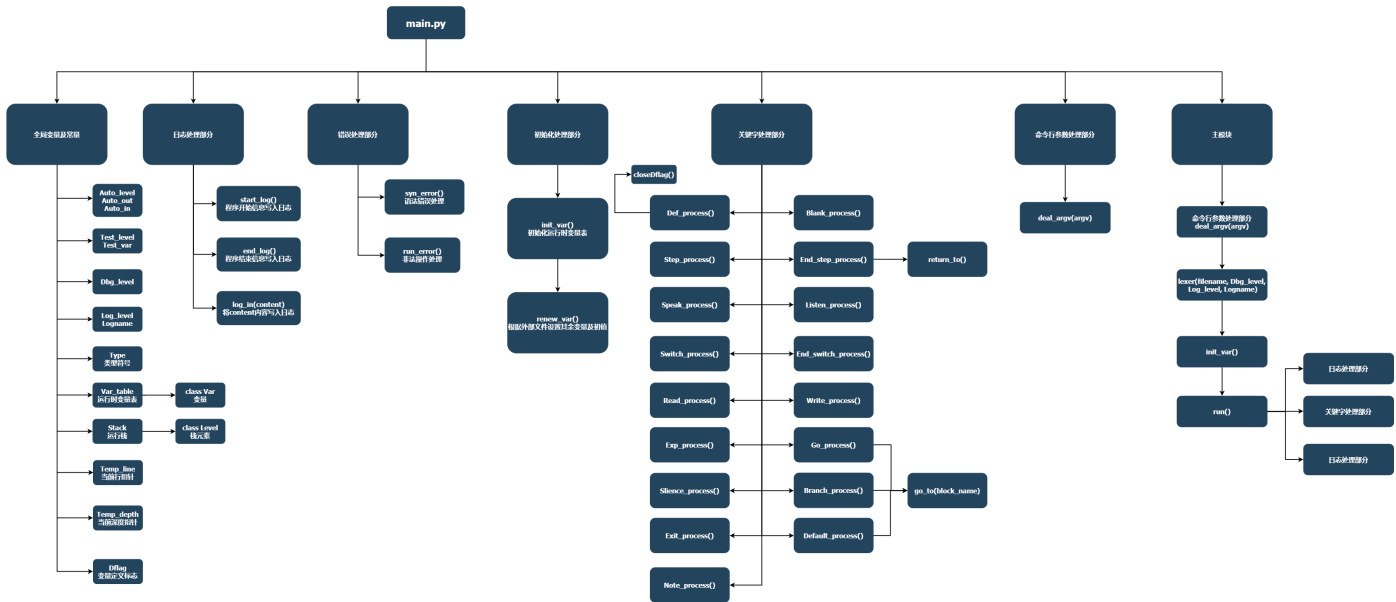 main.py
全局变量及常量
日志处理部分
错误处理部分
初始化处理部分
关键字处理部分
命令行参数处理部分
主模块
Auto_level
Auto_out
Auto_in
Test_level
Test_var
Dbg_level
Log_level
Logname
Type
类型符号
Var_table
运行时变量表
class Var
变量
Stack
运行栈
class Level
栈元素
Temp_line
当前行指针
Temp_depth
当前深度指针
Dflag
变量定义标志
start_log()
程序开始信息写入日志
end_log()
程序结束信息写入日志
log_in(content)
将content内容写入日志
syn_error()
语法错误处理
run_error()
非法操作处理
init_var()
初始化运行时变量表
renew_var()
根据外部文件设置其余变量及初值
closeDflag()
Def_process()
Blank_process()
Step_process()
End_step_process()
return_to()
Speak_process()
Listen_process()
Switch_process()
End_switch_process()
Read_process()
Write_process()
Exp_process()
Go_process()
Slience_process()
Branch_process()
go_to(block_name)
Exit_process()
Default_process()
Note_process()
deal_argv(argv)
命令行参数处理部分
deal_argv(argv)
lexer(filename, Dbg_level,
Log_level, Logname)
init_var()
run()
日志处理部分
关键字处理部分
日志处理部分